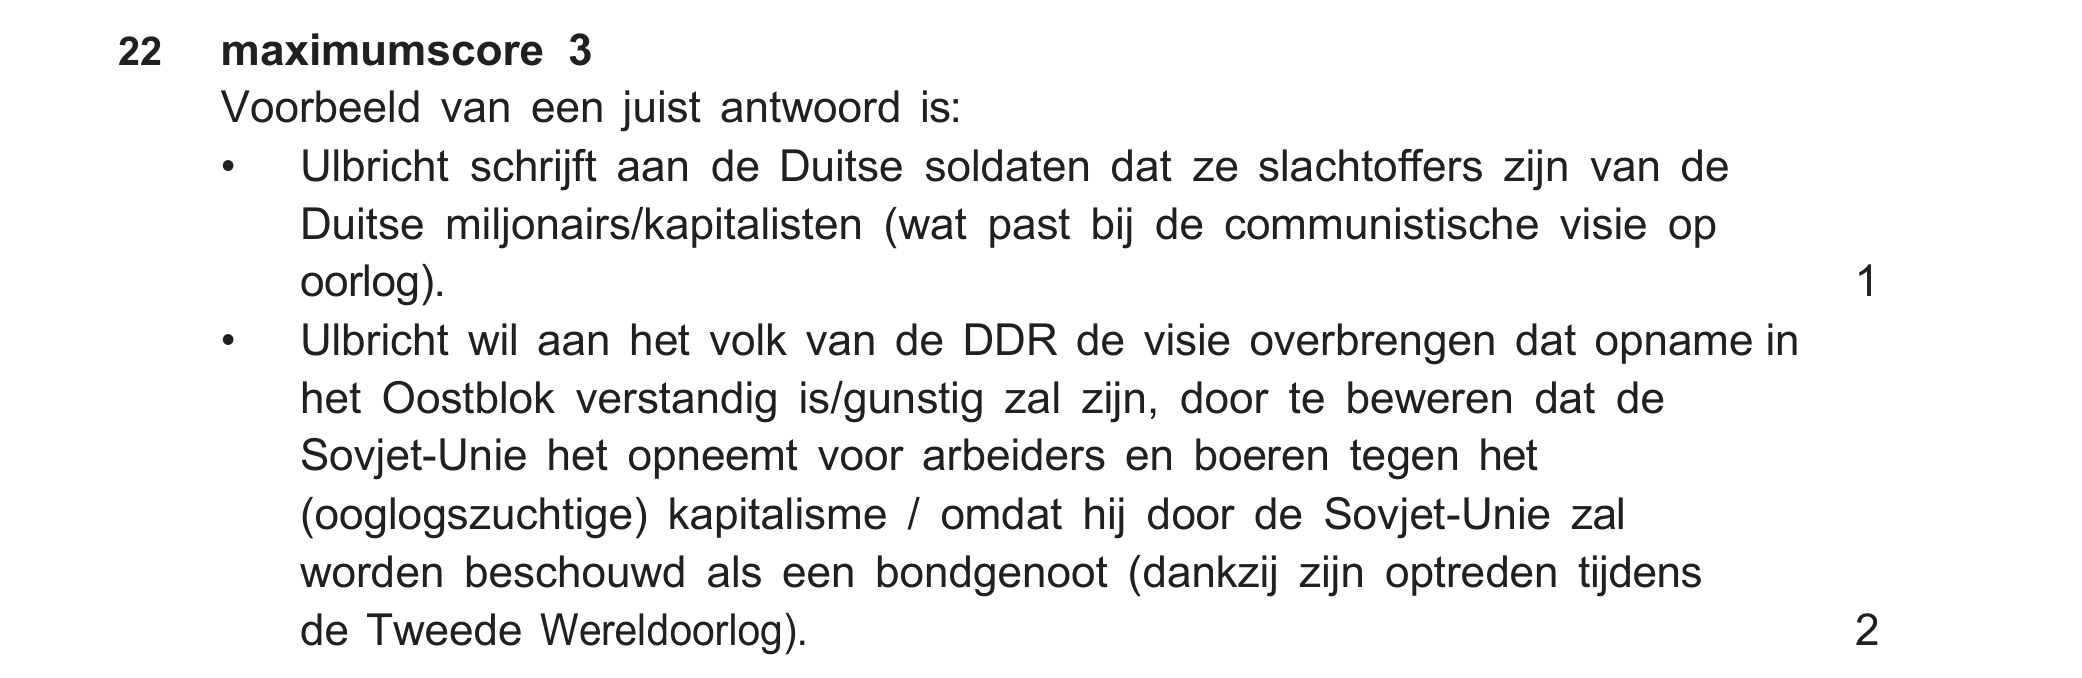 22 maximumscore 3
Voorbeeld van een juist antwoord is:
• Ulbricht schrijft aan de Duitse soldaten dat ze slachtoffers zijn van de
Duitse miljonairs/kapitalisten (wat past bij de communistische visie op
oorlog). 1
• Ulbricht wil aan het volk van de DDR de visie overbrengen dat opname in
het Oostblok verstandig is/gunstig zal zijn, door te beweren dat de
Sovjet-Unie het opneemt voor arbeiders en boeren tegen het
(ooglogszuchtige) kapitalisme / omdat hij door de Sovjet-Unie zal
worden beschouwd als een bondgenoot (dankzij zijn optreden tijdens
de Tweede Wereldoorlog). 2